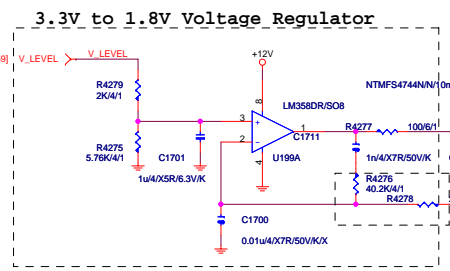 3.3V to 1.8V Voltage Regulator
9] V_LEVEL V_LEVEL
+12V
R4279
2K/4/1
NTMFS4744N/N/10m
8
LM358DR/SO8
3
+
1
C1711
R4277
100/6/1
2
-
R4275
5.76K/4/1
C1701
4
U199A
1n/4/X7R/50V/K
1u/4/X5R/6.3V/K
R4276
40.2K/4/1
R4278
C1700
0.01u/4/X7R/50V/K/X